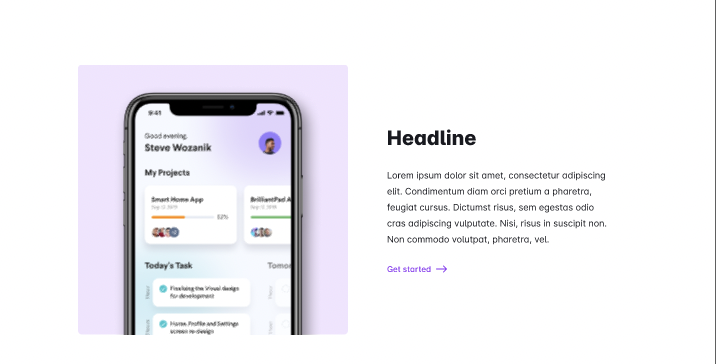 9:41
Good evening,
Steve Wozanik
My Projects
Smart Home App
52%
BrilliantPad A
Today's Task
Tomor
Finalizing the Visual design
for development
Home, Profile and Settings
screen re-design
Headline
Lorem ipsum dolor sit amet, consectetur adipiscing
elit. Condimentum diam orci pretium a pharetra,
feugiat cursus. Dictumst risus, sem egestas odio
cras adipiscing vulputate. Nisi, risus in suscipit non.
Non commodo volutpat, pharetra, vel.
Get started